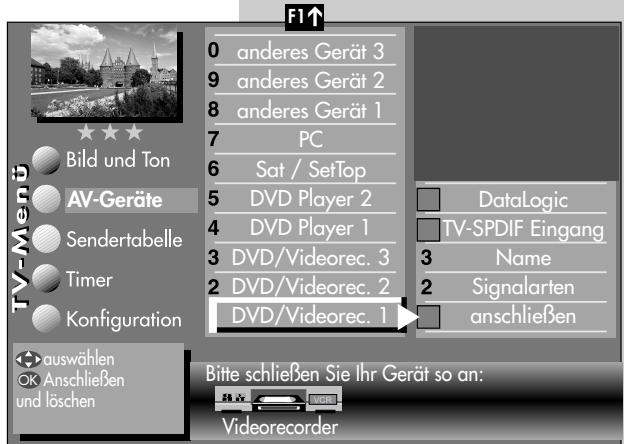 F1↑
TV-Menü
Bild und Ton
AV-Geräte
Sendertabelle
Timer
Konfiguration
0 anderes Gerät 3
9 anderes Gerät 2
8 anderes Gerät 1
7 PC
6 Sat / SetTop
5 DVD Player 2
4 DVD Player 1
3 DVD/Videorec. 3
2 DVD/Videorec. 2
DVD/Videorec. 1
DataLogic
TV-SPDIF Eingang
3 Name
2 Signalarten
anschließen
auswählen
OK Anschließen
und löschen
Bitte schließen Sie Ihr Gerät so an:
VCR
Videorecorder